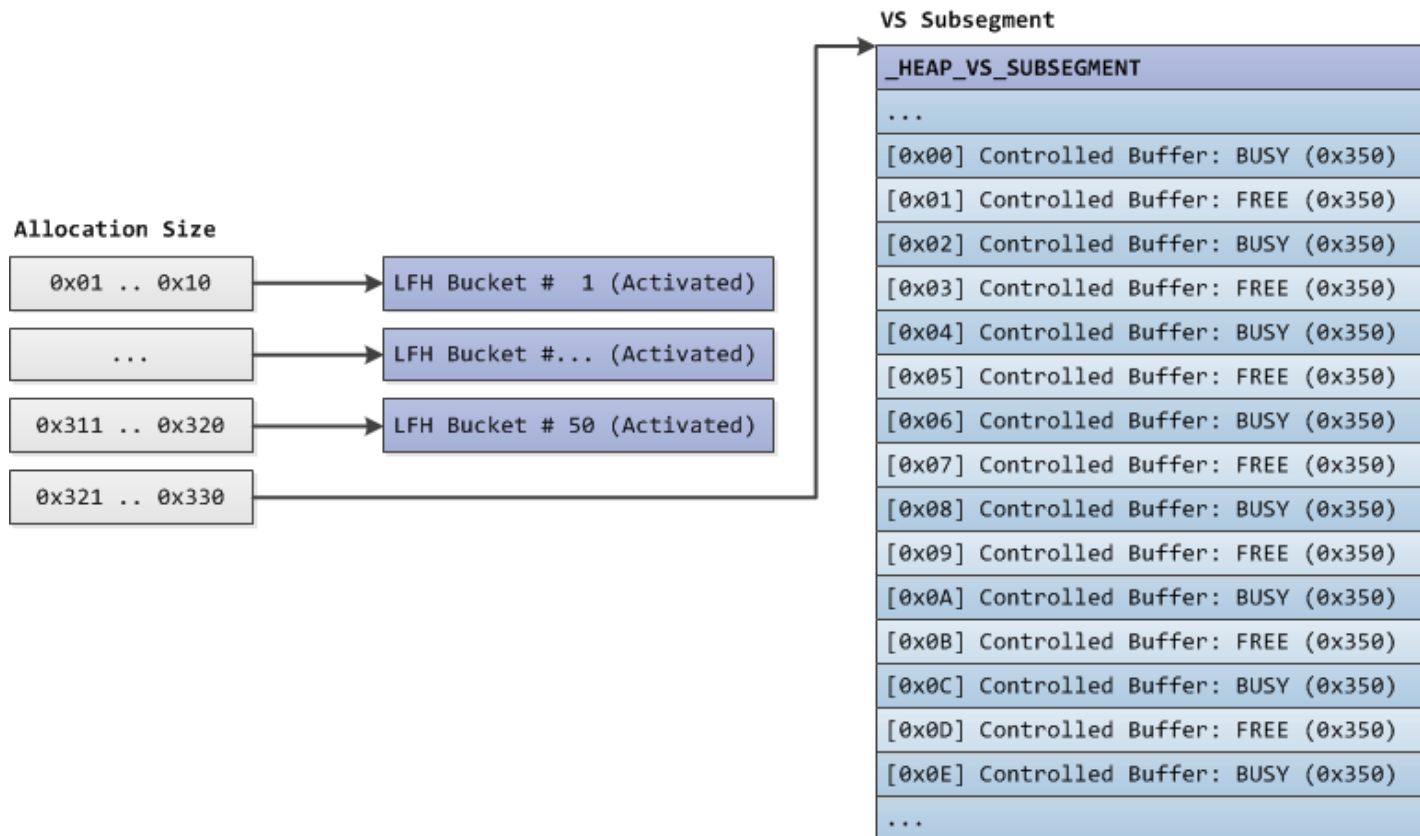 VS Subsegment
_HEAP_VS_SUBSEGMENT
...
[0x00] Controlled Buffer: BUSY (0x350)
[0x01] Controlled Buffer: FREE (0x350)
[0x02] Controlled Buffer: BUSY (0x350)
[0x03] Controlled Buffer: FREE (0x350)
[0x04] Controlled Buffer: BUSY (0x350)
[0x05] Controlled Buffer: FREE (0x350)
[0x06] Controlled Buffer: BUSY (0x350)
[0x07] Controlled Buffer: FREE (0x350)
[0x08] Controlled Buffer: BUSY (0x350)
[0x09] Controlled Buffer: FREE (0x350)
[0x0A] Controlled Buffer: BUSY (0x350)
[0x0B] Controlled Buffer: FREE (0x350)
[0x0C] Controlled Buffer: BUSY (0x350)
[0x0D] Controlled Buffer: FREE (0x350)
[0x0E] Controlled Buffer: BUSY (0x350)
...
Allocation Size
0x01 .. 0x10
LFH Bucket #  1 (Activated)
...
LFH Bucket #... (Activated)
0x311 .. 0x320
LFH Bucket # 50 (Activated)
0x321 .. 0x330